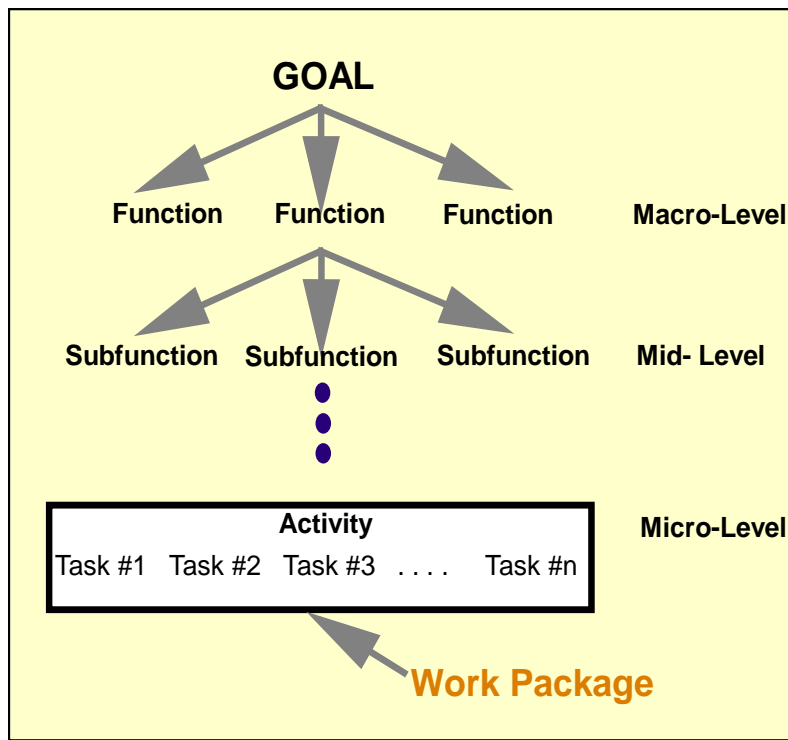 GOAL
Function Function Function Macro-Level
Subfunction Subfunction Subfunction Mid- Level
Activity Micro-Level
Task #1 Task #2 Task #3 . . . . Task #n
Work Package